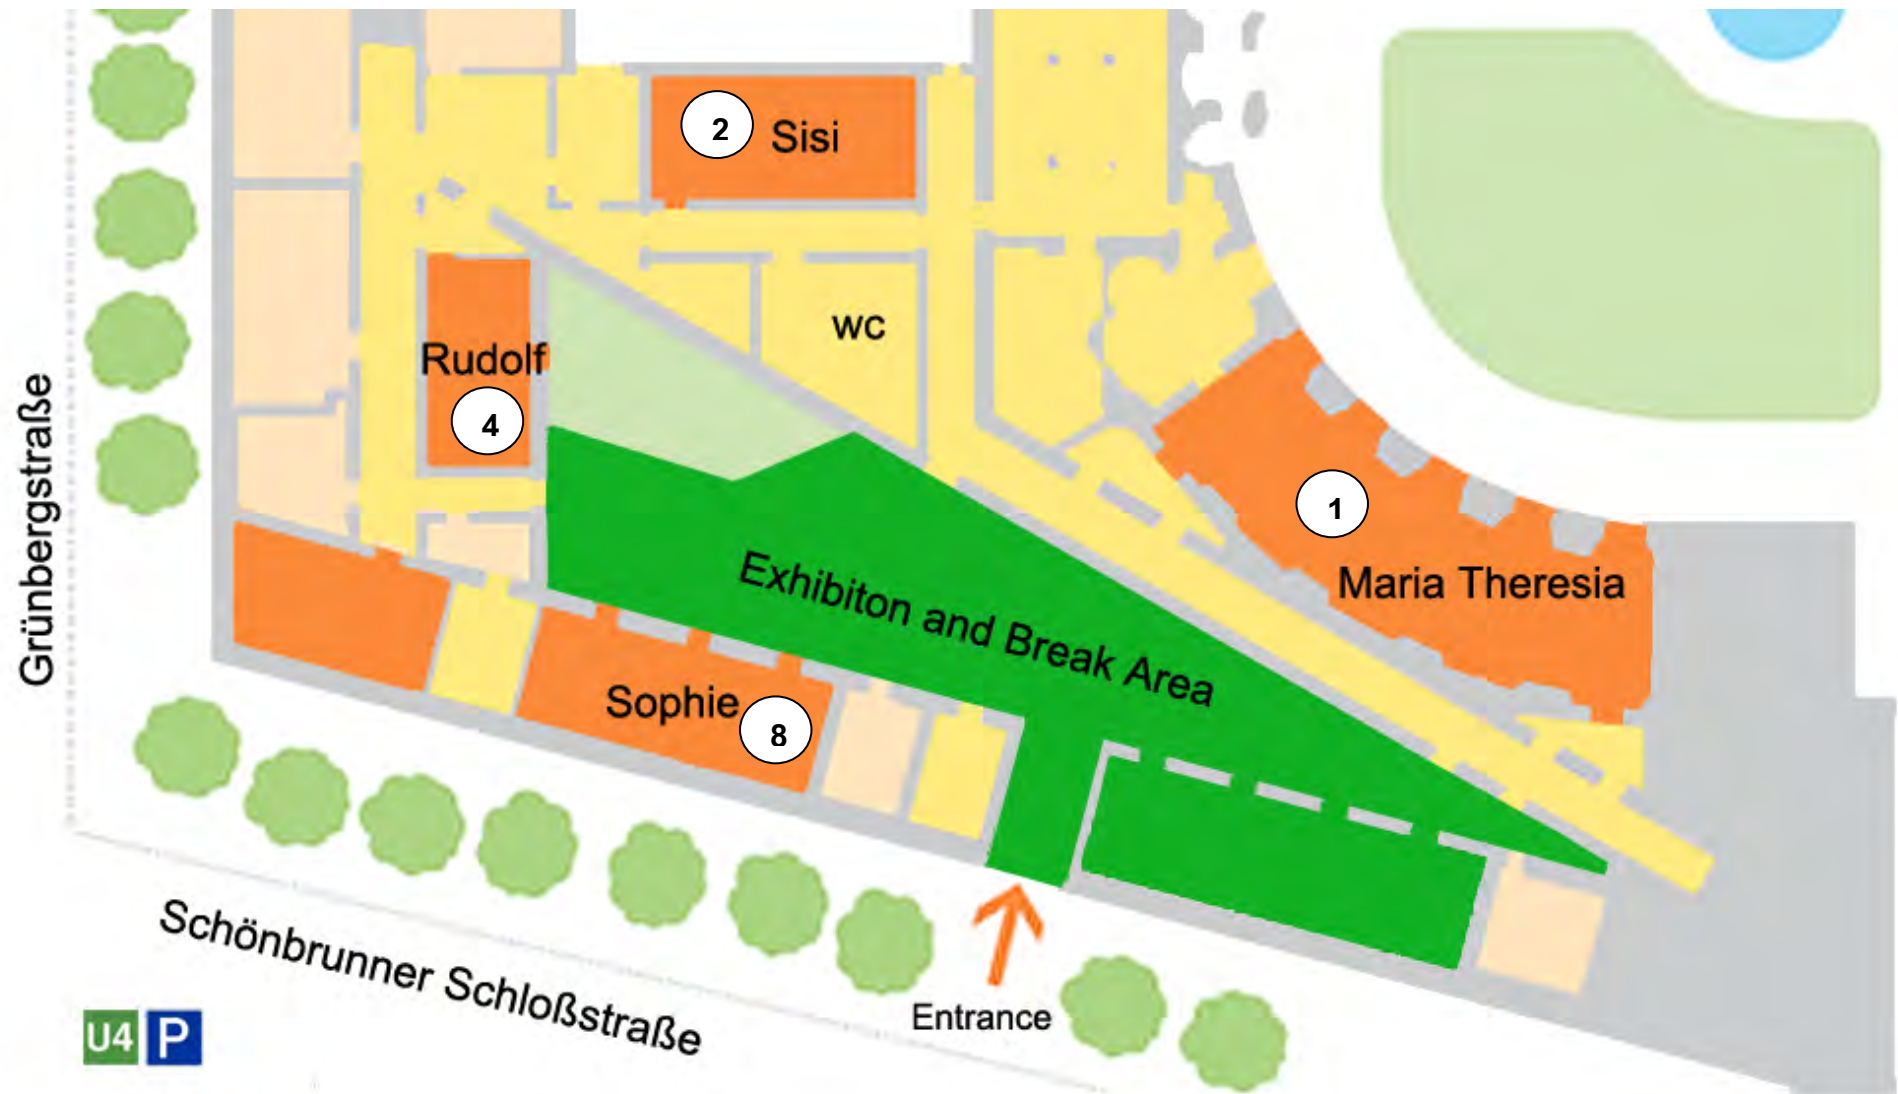 2 Sisi
WC
Rudolf
4
1
Maria Theresia
Exhibiton and Break Area
Sophie
8
Grünbergstraße
Schönbrunner Schloßstraße
Entrance
U4 P